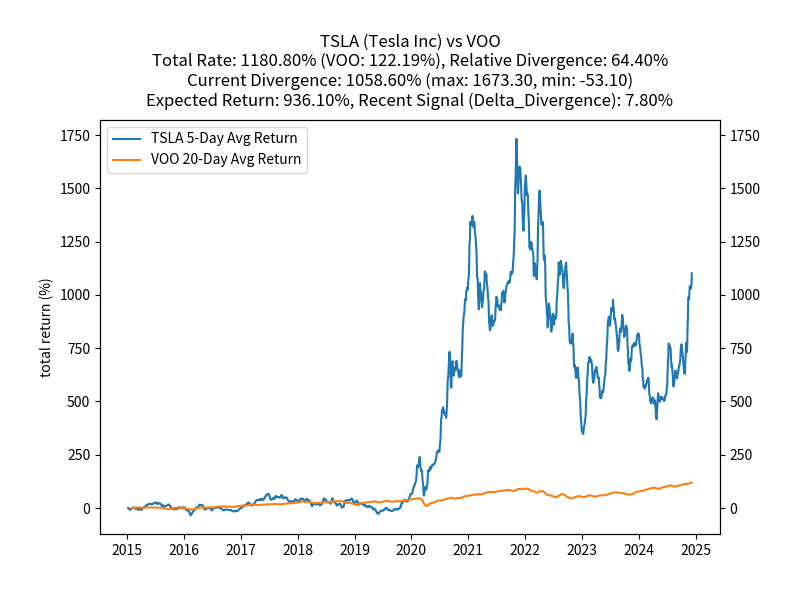 TSLA (Tesla Inc) vs VOO
Total Rate: 1180.80% (VOO: 122.19%), Relative Divergence: 64.40%
Current Divergence: 1058.60% (max: 1673.30, min: -53.10)
Expected Return: 936.10%, Recent Signal (Delta_Divergence): 7.80%
TSLA 5-Day Avg Return
VOO 20-Day Avg Return
total return (%)
1750 1750
1500 1500
1250 1250
1000 1000
750 750
500 500
250 250
0 0
2015 2016 2017 2018 2019 2020 2021 2022 2023 2024 2025